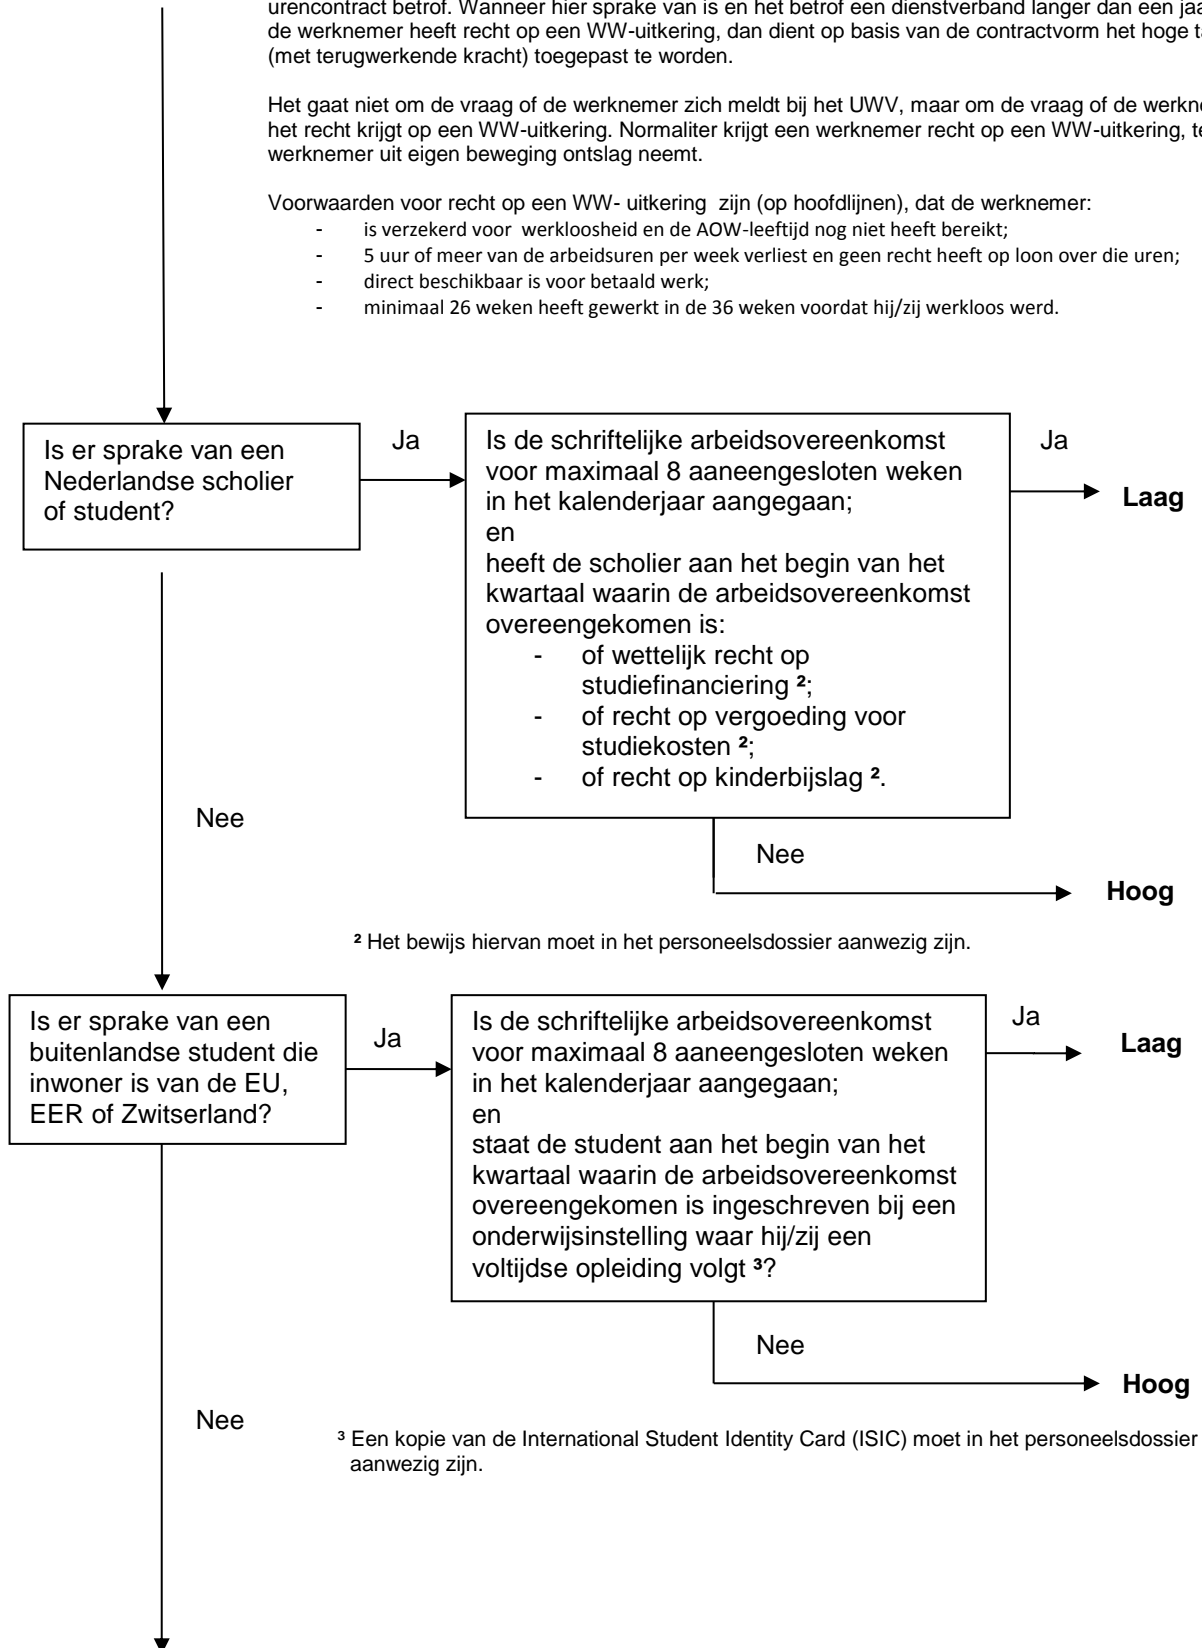 urencontract betrof. Wanneer hier sprake van is en het betrof een dienstverband langer dan een jaa
de werknemer heeft recht op een WW-uitkering, dan dient op basis van de contractvorm het hoge ta
(met terugwerkende kracht) toegepast te worden.
Het gaat niet om de vraag of de werknemer zich meldt bij het UWV, maar om de vraag of de werkne
het recht krijgt op een WW-uitkering. Normaliter krijgt een werknemer recht op een WW-uitkering, te
werknemer uit eigen beweging ontslag neemt.
Voorwaarden voor recht op een WW- uitkering zijn (op hoofdlijnen), dat de werknemer:
- is verzekerd voor werkloosheid en de AOW-leeftijd nog niet heeft bereikt;
- 5 uur of meer van de arbeidsuren per week verliest en geen recht heeft op loon over die uren;
- direct beschikbaar is voor betaald werk;
- minimaal 26 weken heeft gewerkt in de 36 weken voordat hij/zij werkloos werd.
Is er sprake van een
Nederlandse scholier
of student?
Ja
Is de schriftelijke arbeidsovereenkomst
voor maximaal 8 aaneengesloten weken
in het kalenderjaar aangegaan;
en
heeft de scholier aan het begin van het
kwartaal waarin de arbeidsovereenkomst
overeengekomen is:
- of wettelijk recht op
studiefinanciering ²;
- of recht op vergoeding voor
studiekosten ²;
- of recht op kinderbijslag ².
Ja
Laag
Nee
Nee
Hoog
² Het bewijs hiervan moet in het personeelsdossier aanwezig zijn.
Is er sprake van een
buitenlandse student die
inwoner is van de EU,
EER of Zwitserland?
Ja
Is de schriftelijke arbeidsovereenkomst
voor maximaal 8 aaneengesloten weken
in het kalenderjaar aangegaan;
en
staat de student aan het begin van het
kwartaal waarin de arbeidsovereenkomst
overeengekomen is ingeschreven bij een
onderwijsinstelling waar hij/zij een
voltijdse opleiding volgt ³?
Ja
Laag
Nee
Hoog
Nee
³ Een kopie van de International Student Identity Card (ISIC) moet in het personeelsdossier
aanwezig zijn.